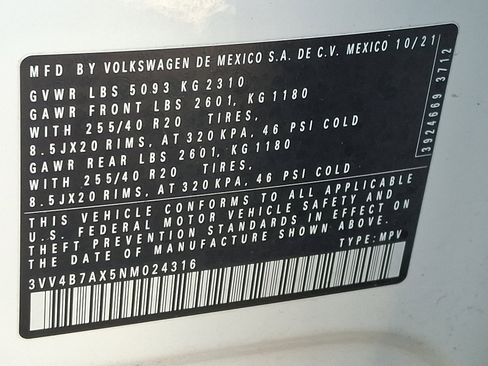 MFD BY VOLKSWAGEN DE MEXICO S.A. DE C.V. MEXICO 10/21
GVWR LBS 5093 KG 2310
GAWR FRONT LBS 2601, KG 1180
WITH 255/40 R20 TIRES,
8.5JX20 RIMS, AT 320 KPA, 46 PSI COLD
GAWR REAR LBS 2601, KG 1180
WITH 255/40 R20 TIRES,
8.5JX20 RIMS, AT 320 KPA, 46 PSI COLD
THIS VEHICLE CONFORMS TO ALL APPLICABLE
U.S. FEDERAL MOTOR VEHICLE SAFETY AND
THEFT PREVENTION STANDARDS IN EFFECT ON
THE DATE OF MANUFACTURE SHOWN ABOVE.
3VV4B7AX5NM024316 TYPE: MPV
3924669 3712